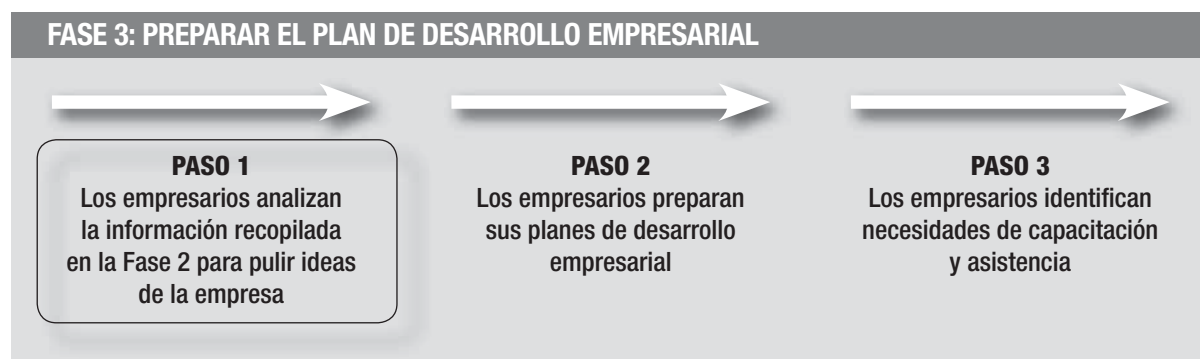 FASE 3: PREPARAR EL PLAN DE DESARROLLO EMPRESARIAL
PASO 1
Los empresarios analizan
la información recopilada
en la Fase 2 para pulir ideas
de la empresa
PASO 2
Los empresarios preparan
sus planes de desarrollo
empresarial
PASO 3
Los empresarios identifican
necesidades de capacitación
y asistencia